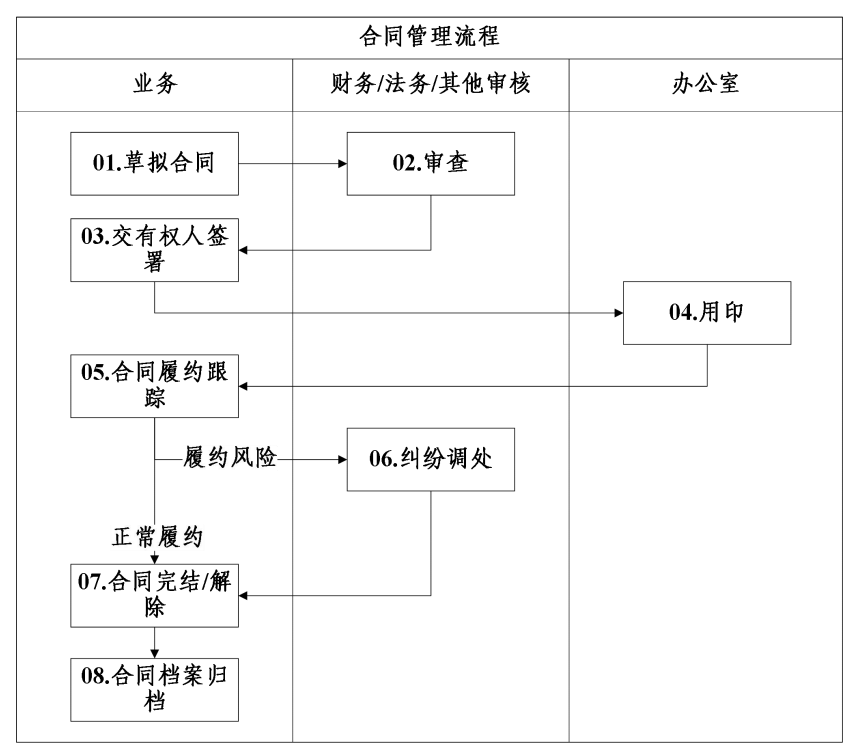 合同管理流程
业务
财务/法务/其他审核
办公室
01.草拟合同
02.审查
03.交有权人签
署
04.用印
05.合同履约跟
踪
履约风险
06.纠纷调处
正常履约
07.合同完结/解
除
08.合同档案归
档